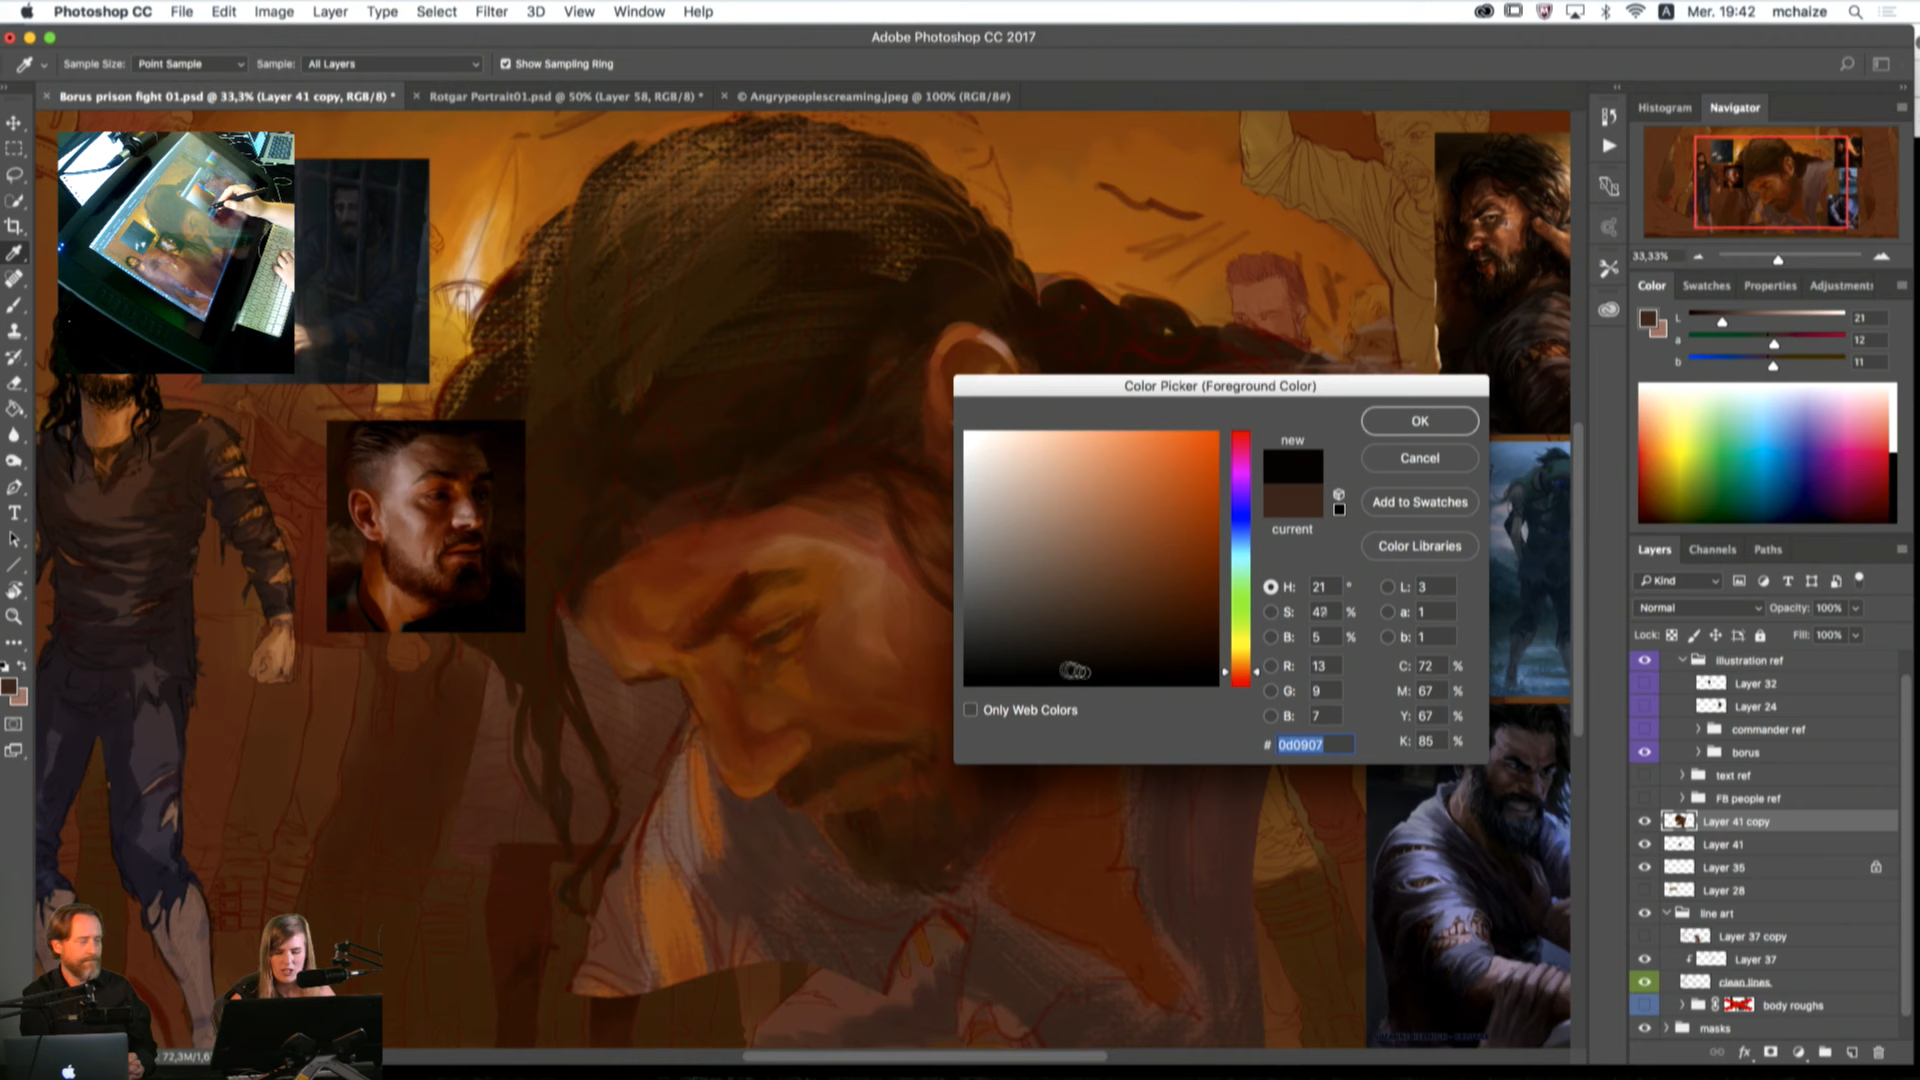 Photoshop CC File Edit Image Layer Type Select Filter 3D View Window Help A Mer. 19:42 mchaize
Adobe Photoshop CC 2017
Sample Size: Point Sample Sample: All Layers Show Sampling Ring
× Borus prison fight 01.psd @ 33,3% (Layer 41 copy, RGB/8) * × Rotgar Portrait01.psd @ 50% (Layer 58, RGB/8) * × © Angrypeoplescreaming.jpeg @ 100% (RGB/8#)
Histogram Navigator
33,33%
Color Swatches Properties Adjustments
L 21
a 12
b 11
Color Picker (Foreground Color)
new
current
OK
Cancel
Add to Swatches
Color Libraries
H: 21 ° L: 3
S: 42 % a: 1
B: 5 % b: 1
R: 13 C: 72 %
G: 9 M: 67 %
B: 7 Y: 67 %
# 0d0907 K: 85 %
Only Web Colors
Layers Channels Paths
Kind
Normal Opacity: 100%
Lock: Fill: 100%
illustration ref
Layer 32
Layer 24
commander ref
borus
text ref
FB people ref
Layer 41 copy
Layer 41
Layer 35
Layer 28
line art
Layer 37 copy
Layer 37
clean lines
body roughs
masks
fx
72,3M/1,6